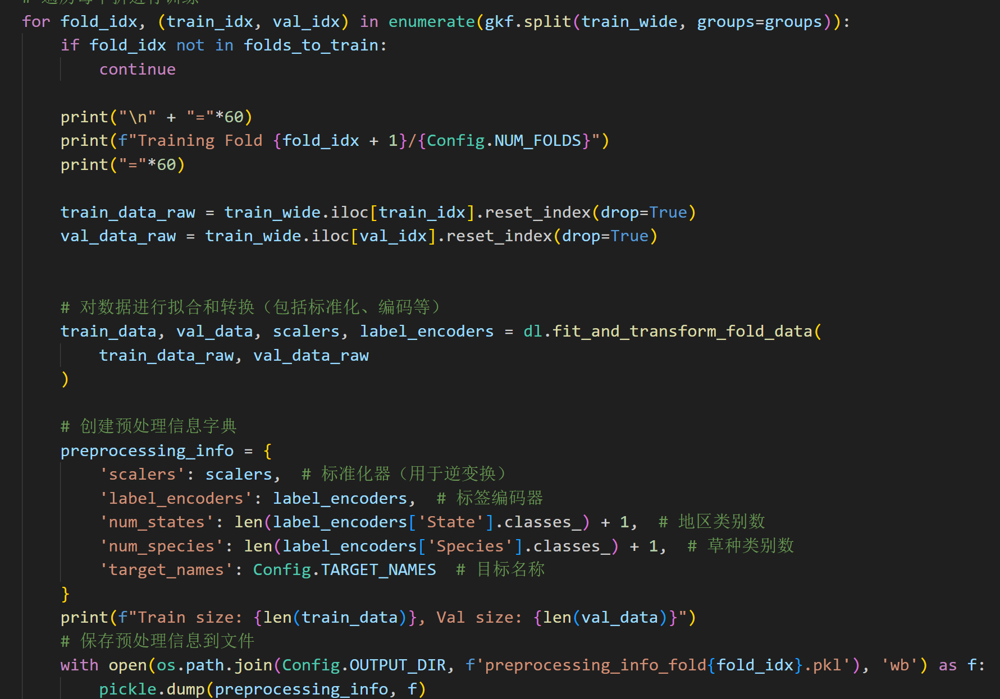 for fold_idx, (train_idx, val_idx) in enumerate(gkf.split(train_wide, groups=groups)):
    if fold_idx not in folds_to_train:
        continue
    print("\n" + "="*60)
    print(f"Training Fold {fold_idx + 1}/{Config.NUM_FOLDS}")
    print("="*60)
    train_data_raw = train_wide.iloc[train_idx].reset_index(drop=True)
    val_data_raw = train_wide.iloc[val_idx].reset_index(drop=True)
    # 对数据进行拟合和转换（包括标准化、编码等）
    train_data, val_data, scalers, label_encoders = dl.fit_and_transform_fold_data(
        train_data_raw, val_data_raw
    )
    # 创建预处理信息字典
    preprocessing_info = {
        'scalers': scalers,  # 标准化器（用于逆变换）
        'label_encoders': label_encoders,  # 标签编码器
        'num_states': len(label_encoders['State'].classes_) + 1,  # 地区类别数
        'num_species': len(label_encoders['Species'].classes_) + 1,  # 草种类别数
        'target_names': Config.TARGET_NAMES  # 目标名称
    }
    print(f"Train size: {len(train_data)}, Val size: {len(val_data)}")
    # 保存预处理信息到文件
    with open(os.path.join(Config.OUTPUT_DIR, f'preprocessing_info_fold{fold_idx}.pkl'), 'wb') as f:
        pickle.dump(preprocessing_info, f)